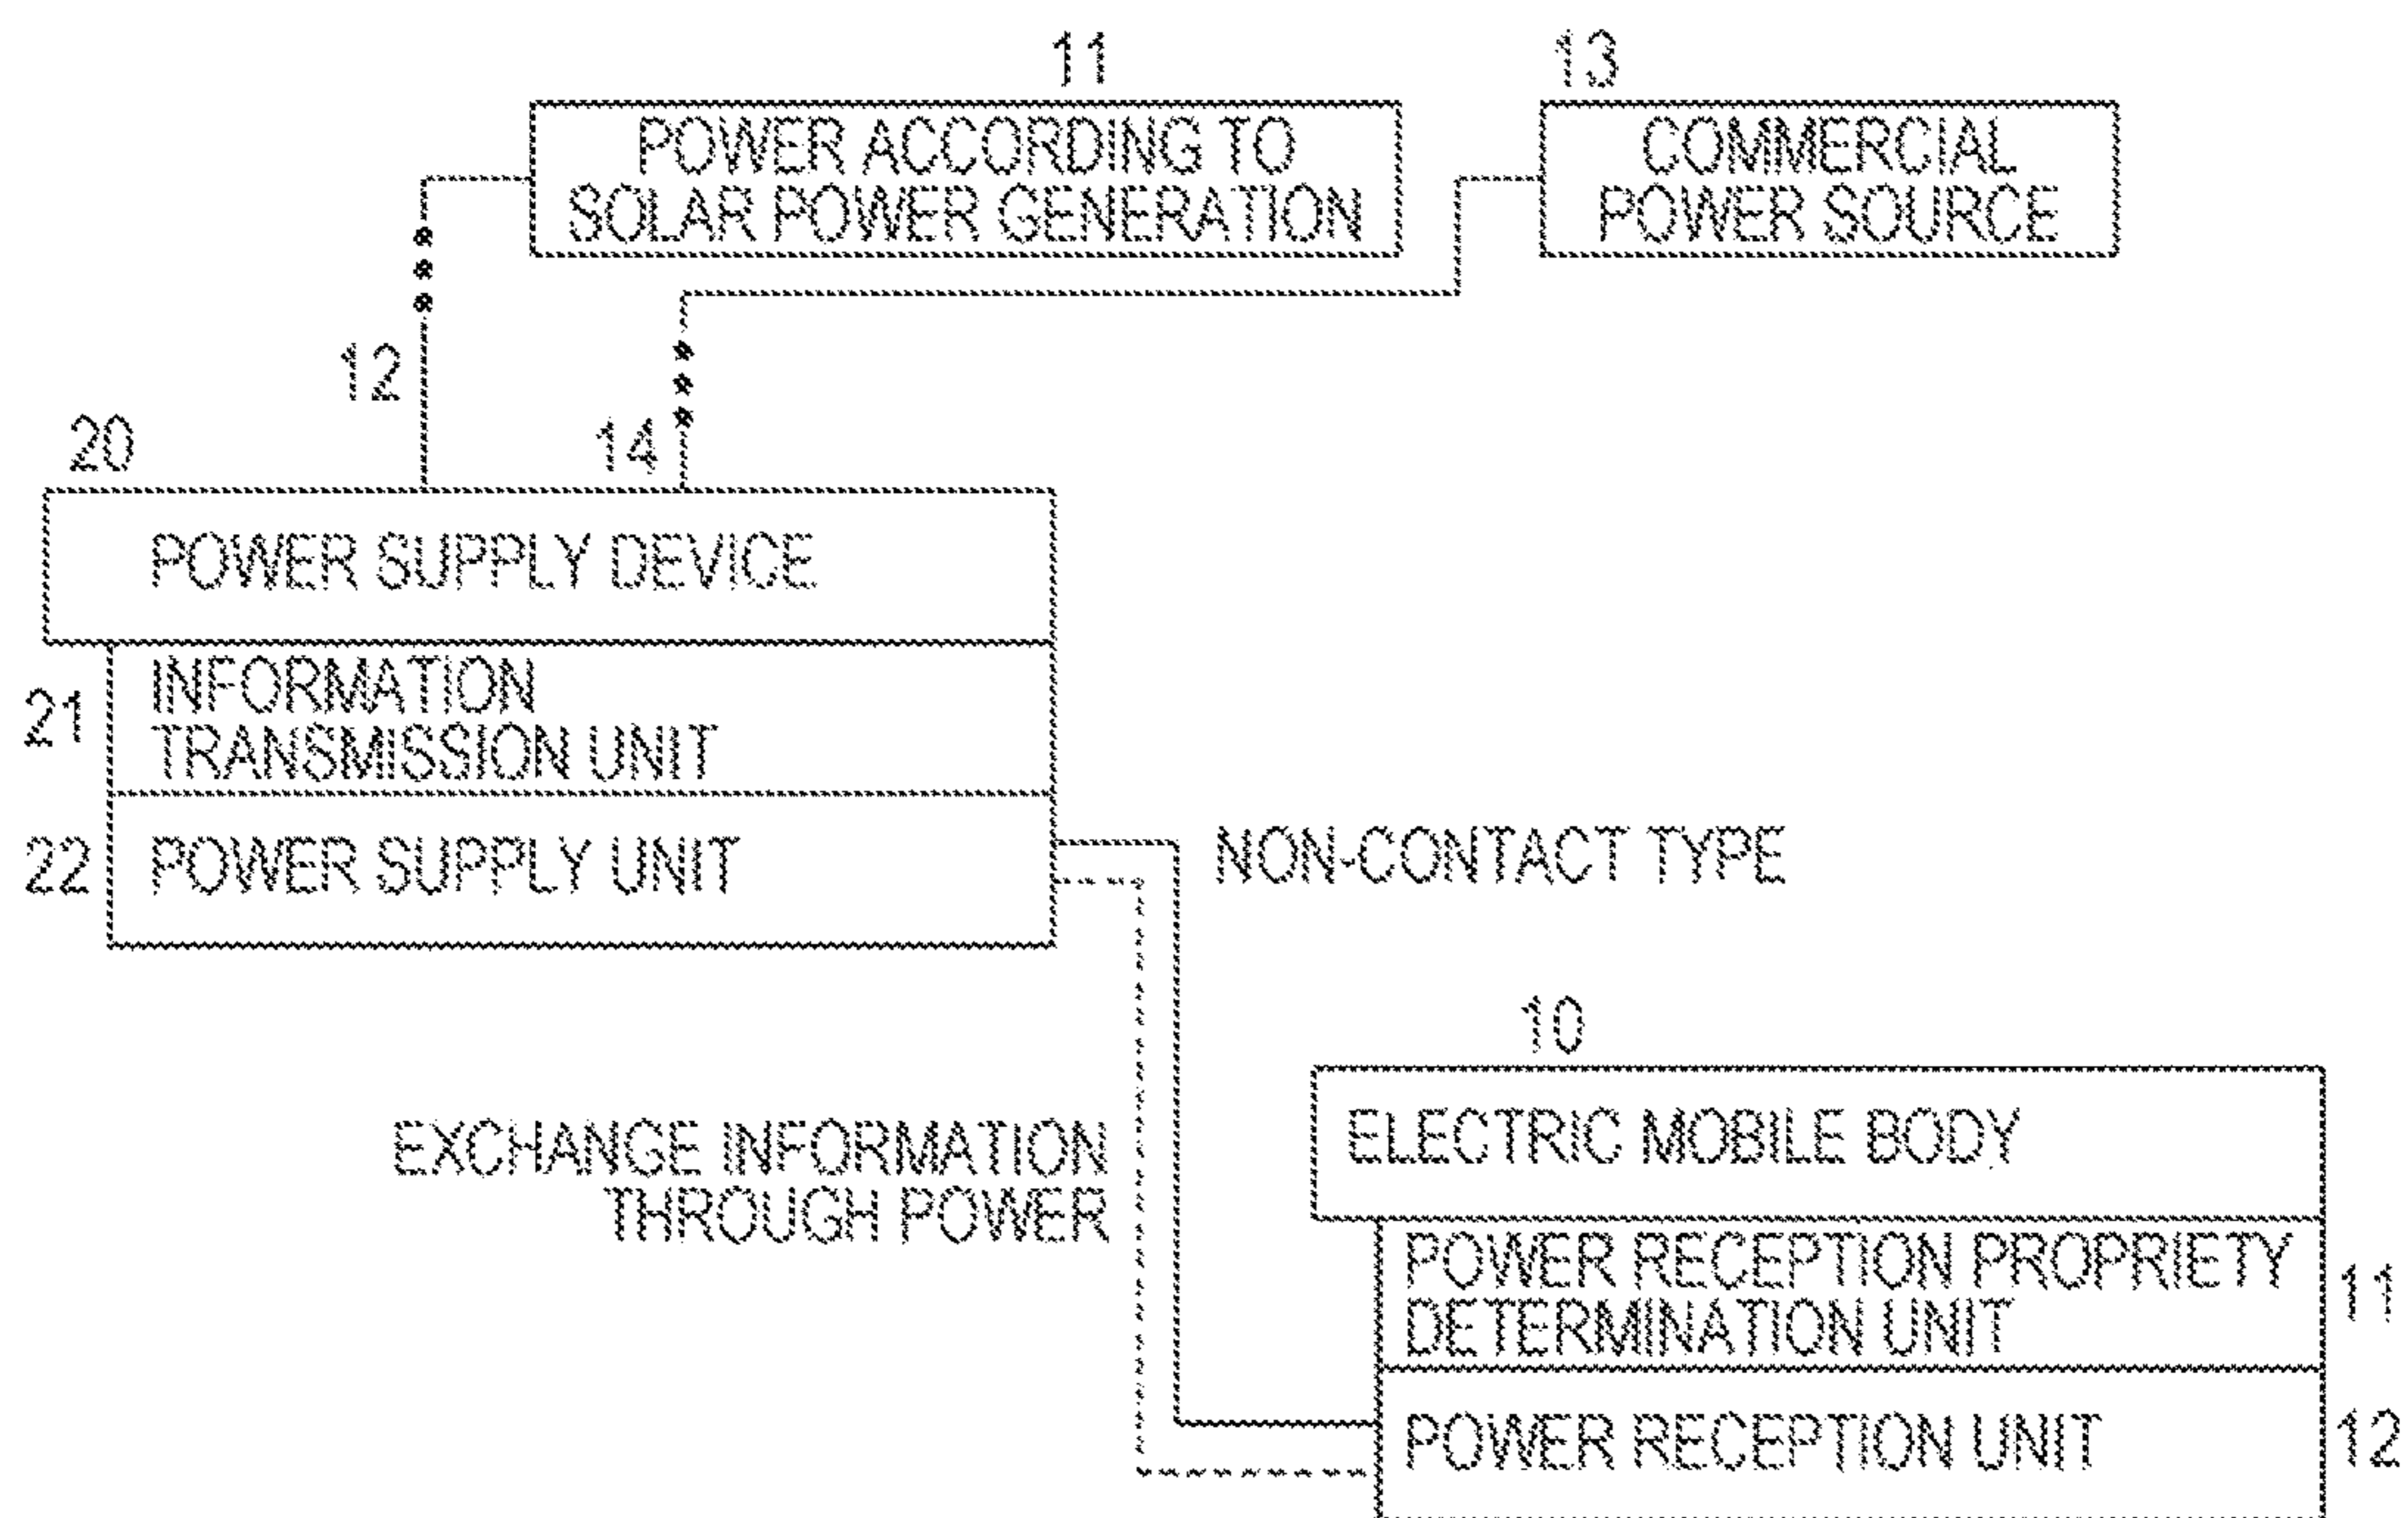 11
13
POWER ACCORDING TO
SOLAR POWER GENERATION
COMMERCIAL
POWER SOURCE
12
14
20
POWER SUPPLY DEVICE
21
INFORMATION
TRANSMISSION UNIT
22
POWER SUPPLY UNIT
NON-CONTACT TYPE
10
EXCHANGE INFORMATION
THROUGH POWER
ELECTRIC MOBILE BODY
POWER RECEPTION PROPRIETY
DETERMINATION UNIT
11
POWER RECEPTION UNIT
12